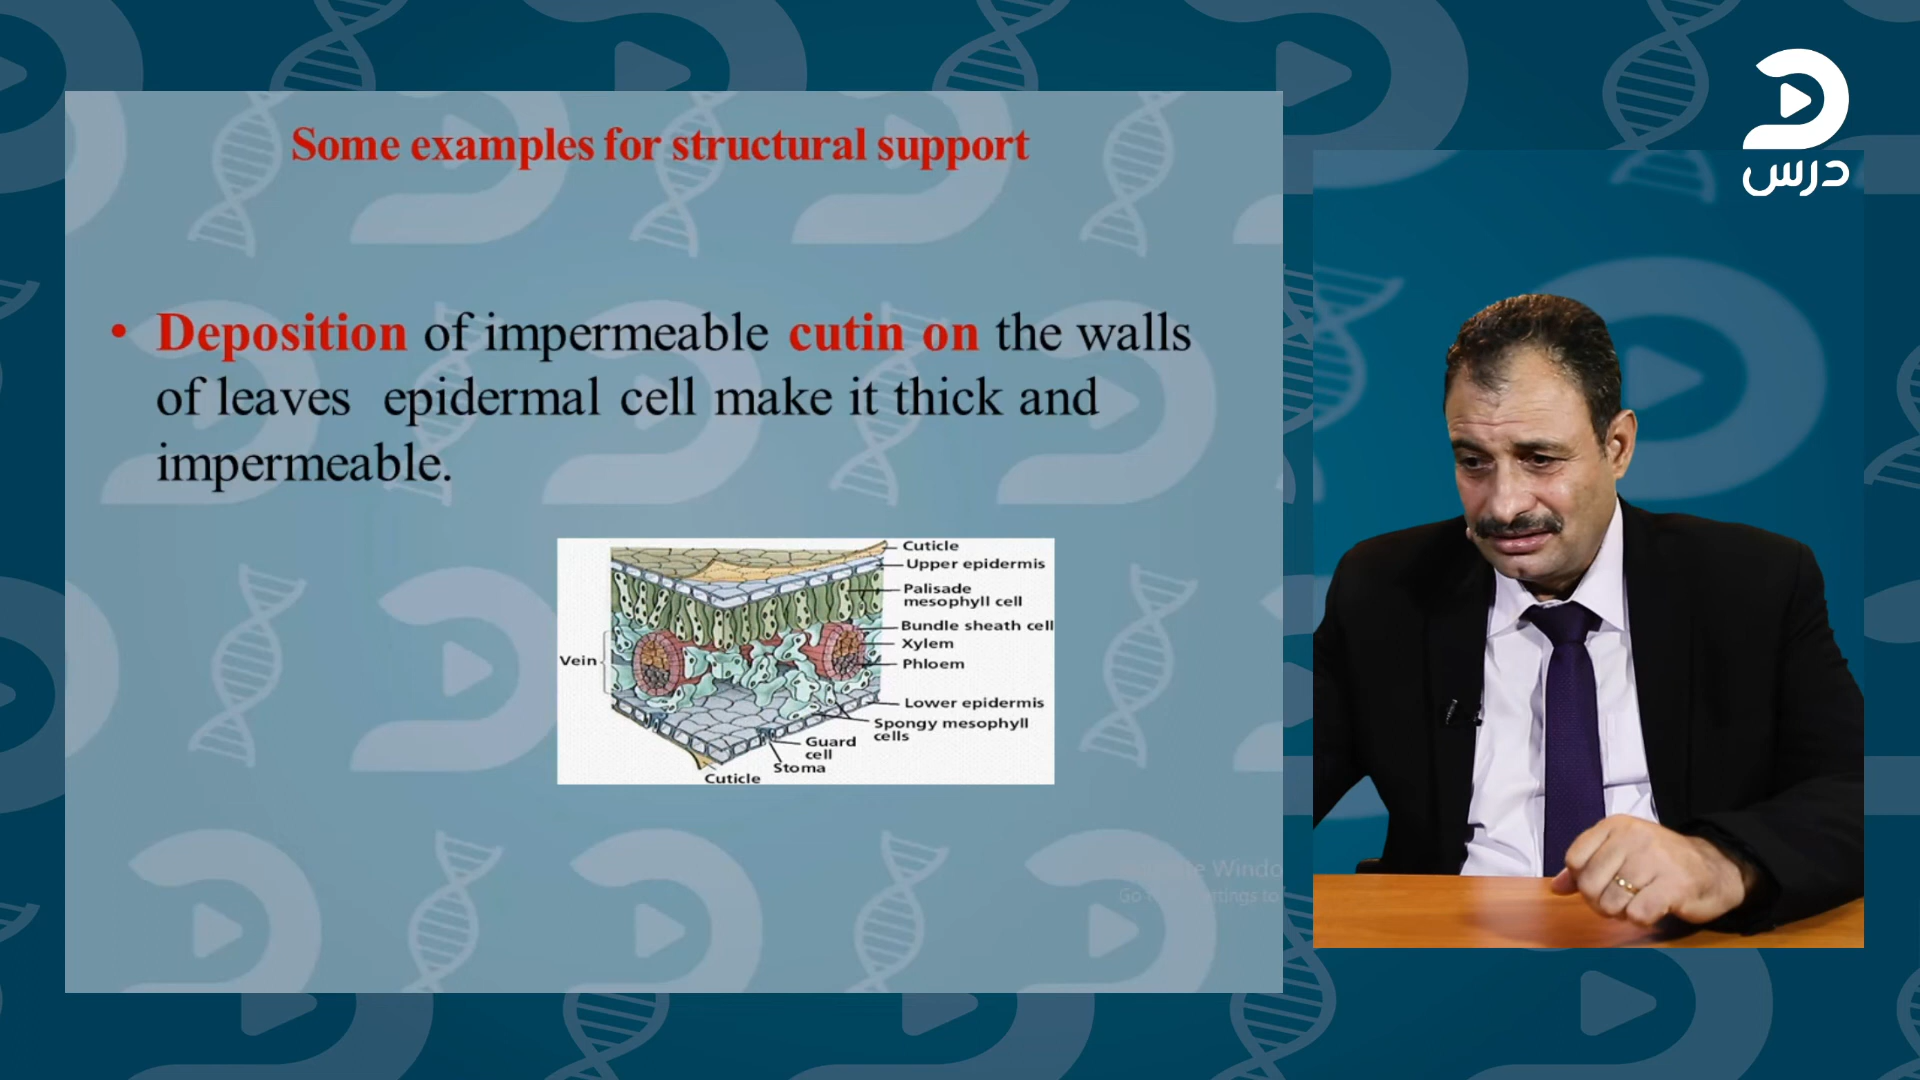 درس
Some examples for structural support
• Deposition of impermeable cutin on the walls
of leaves epidermal cell make it thick and
impermeable.
Cuticle
Upper epidermis
Palisade
mesophyll cell
Bundle sheath cell
Xylem
Phloem
Vein
Lower epidermis
Spongy mesophyll
cells
Guard
cell
Stoma
Cuticle
Windo
Go